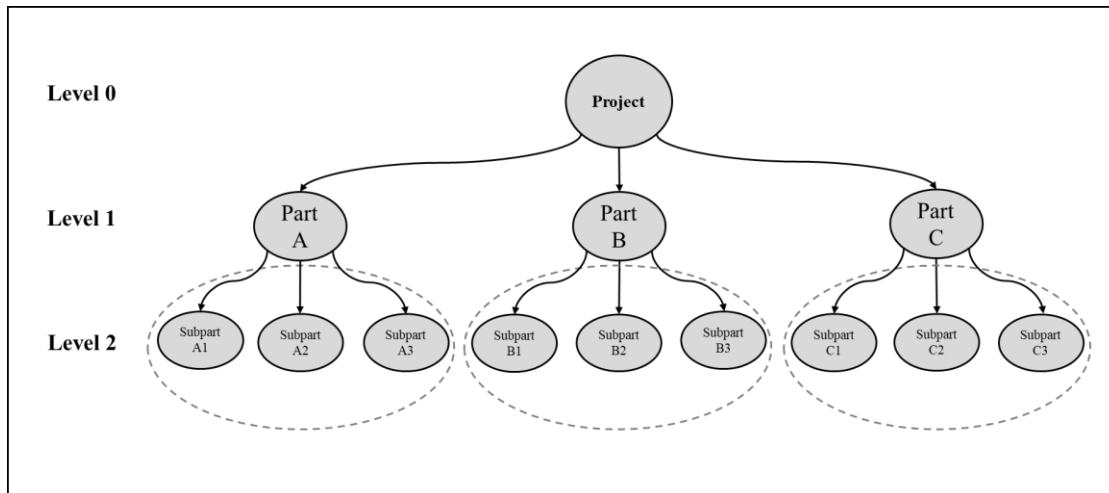 Level 0
Project
Level 1
Part
A
Part
B
Part
C
Level 2
Subpart
A1
Subpart
A2
Subpart
A3
Subpart
B1
Subpart
B2
Subpart
B3
Subpart
C1
Subpart
C2
Subpart
C3